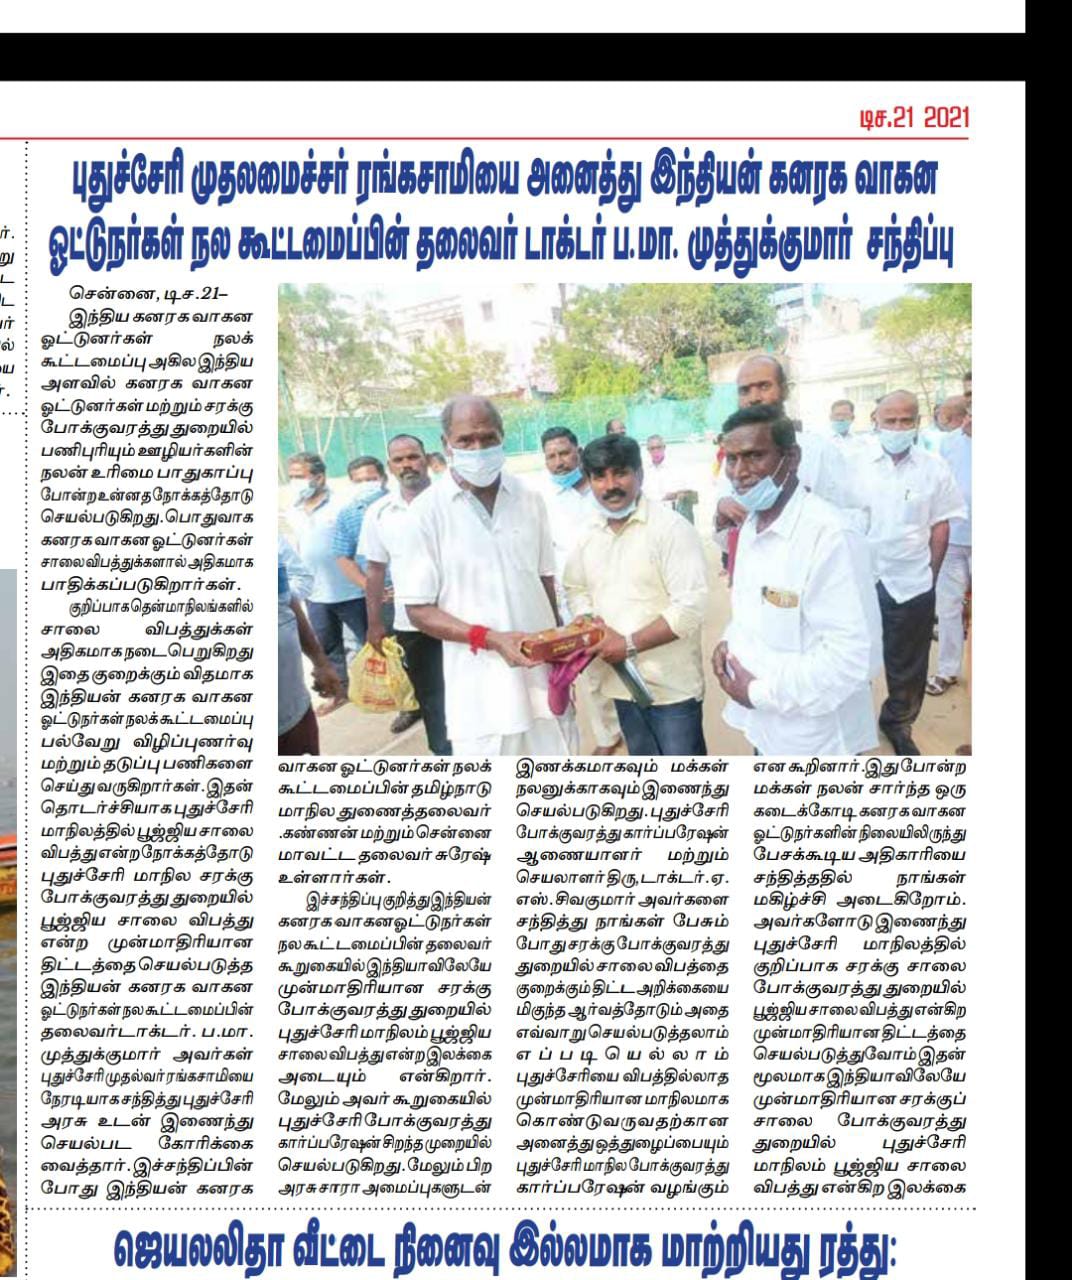 டிச.21 2021
புதுச்சேரி முதலமைச்சர் ரங்கசாமியை அனைத்து இந்தியன் கனரக வாகன
ஓட்டுநர்கள் நல கூட்டமைப்பின் தலைவர் டாக்டர் ப.மா. முத்துக்குமார் சந்திப்பு
சென்னை, டிச.21–
இந்திய கனரக வாகன
ஓட்டுனர்கள் நலக்
கூட்டமைப்பு அகில இந்திய
அளவில் கனரக வாகன
ஓட்டுனர்கள் மற்றும் சரக்கு
போக்குவரத்து துறையில்
பணிபுரியும் ஊழியர்களின்
நலன் உரிமை பாதுகாப்பு
போன்ற உன்னத நோக்கத்தோடு
செயல்படுகிறது. பொதுவாக
கனரக வாகன ஓட்டுனர்கள்
சாலை விபத்துக்களால் அதிகமாக
பாதிக்கப்படுகிறார்கள்.
குறிப்பாக தென் மாநிலங்களில்
சாலை விபத்துக்கள்
அதிகமாக நடைபெறுகிறது
இதை குறைக்கும் விதமாக
இந்தியன் கனரக வாகன
ஓட்டுநர்கள் நலக் கூட்டமைப்பு
பல்வேறு விழிப்புணர்வு
மற்றும் தடுப்பு பணிகளை
செய்து வருகிறார்கள். இதன்
தொடர்ச்சியாக புதுச்சேரி
மாநிலத்தில் பூஜ்ஜிய சாலை
விபத்து என்ற நோக்கத்தோடு
புதுச்சேரி மாநில சரக்கு
போக்குவரத்து துறையில்
பூஜ்ஜிய சாலை விபத்து
என்ற முன்மாதிரியான
திட்டத்தை செயல்படுத்த
இந்தியன் கனரக வாகன
ஓட்டுநர்கள் நல கூட்டமைப்பின்
தலைவர் டாக்டர். ப.மா.
முத்துக்குமார் அவர்கள்
புதுச்சேரி முதல்வர் ரங்கசாமியை
நேரடியாக சந்தித்து புதுச்சேரி
அரசு உடன் இணைந்து
செயல்பட கோரிக்கை
வைத்தார். இச்சந்திப்பின்
போது இந்தியன் கனரக
வாகன ஓட்டுனர்கள் நலக்
கூட்டமைப்பின் தமிழ்நாடு
மாநில துணைத்தலைவர்
.கண்ணன் மற்றும் சென்னை
மாவட்ட தலைவர் சுரேஷ்
உள்ளார்கள்.
இச்சந்திப்பு குறித்து இந்தியன்
கனரக வாகன ஓட்டுநர்கள்
நல கூட்டமைப்பின் தலைவர்
கூறுகையில் இந்தியாவிலேயே
முன்மாதிரியான சரக்கு
போக்குவரத்து துறையில்
புதுச்சேரி மாநிலம் பூஜ்ஜிய
சாலை விபத்து என்ற இலக்கை
அடையும் என்கிறார்.
மேலும் அவர் கூறுகையில்
புதுச்சேரி போக்குவரத்து
கார்ப்பரேஷன் சிறந்த முறையில்
செயல்படுகிறது. மேலும் பிற
அரசு சாரா அமைப்புகளுடன்
இணக்கமாகவும் மக்கள்
நலனுக்காகவும் இணைந்து
செயல்படுகிறது. புதுச்சேரி
போக்குவரத்து கார்பரேஷன்
ஆணையாளர் மற்றும்
செயலாளர் திரு,டாக்டர்.ஏ.
எஸ்.சிவகுமார் அவர்களை
சந்தித்து நாங்கள் பேசும்
போது சரக்கு போக்குவரத்து
துறையில் சாலை விபத்தை
குறைக்கும் திட்ட அறிக்கையை
மிகுந்த ஆர்வத்தோடும் அதை
எவ்வாறு செயல்படுத்தலாம்
எப்படியெல்லாம்
புதுச்சேரியை விபத்தில்லாத
முன்மாதிரியான மாநிலமாக
கொண்டு வருவதற்கான
அனைத்து ஒத்துழைப்பையும்
புதுச்சேரி மாநில போக்குவரத்து
கார்ப்பரேஷன் வழங்கும்
என கூறினார். இது போன்ற
மக்கள் நலன் சார்ந்த ஒரு
கடைக்கோடி கனரக வாகன
ஓட்டுநர்களின் நிலையிலிருந்து
பேசக்கூடிய அதிகாரியை
சந்தித்ததில் நாங்கள்
மகிழ்ச்சி அடைகிறோம்.
அவர்களோடு இணைந்து
புதுச்சேரி மாநிலத்தில்
குறிப்பாக சரக்கு சாலை
போக்குவரத்து துறையில்
பூஜ்ஜிய சாலை விபத்து என்கிற
முன்மாதிரியான திட்டத்தை
செயல்படுத்துவோம் இதன்
மூலமாக இந்தியாவிலேயே
முன்மாதிரியான சரக்குப்
சாலை போக்குவரத்து
துறையில் புதுச்சேரி
மாநிலம் பூஜ்ஜிய சாலை
விபத்து என்கிற இலக்கை
ஜெயலலிதா வீட்டை நினைவு இல்லமாக மாற்றியது ரத்து: